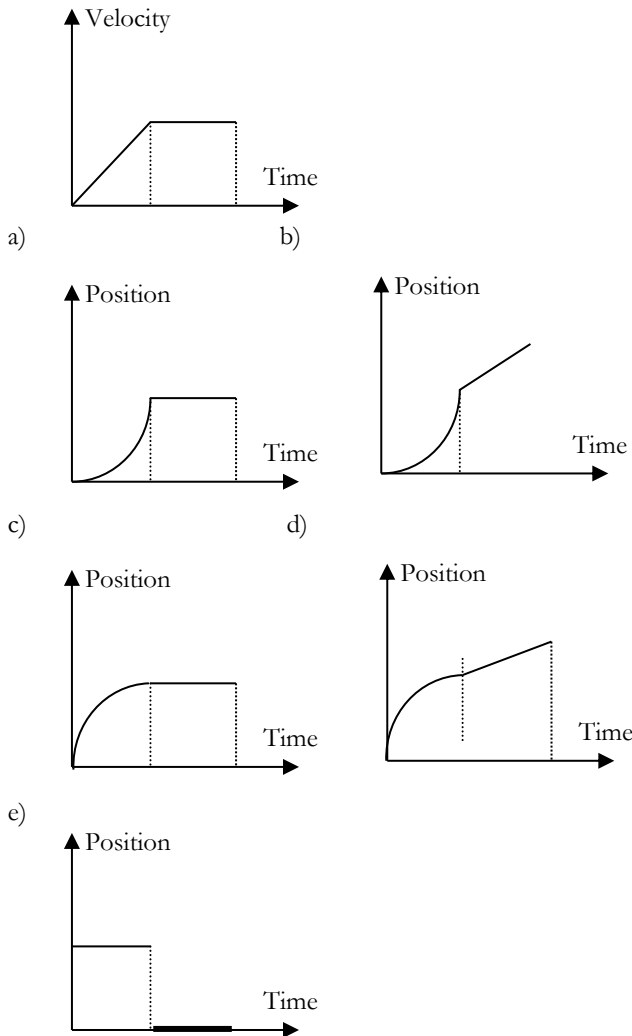 Velocity
Time
a) b)
Position Position
Time Time
c) d)
Position Position
Time Time
e)
Position
Time